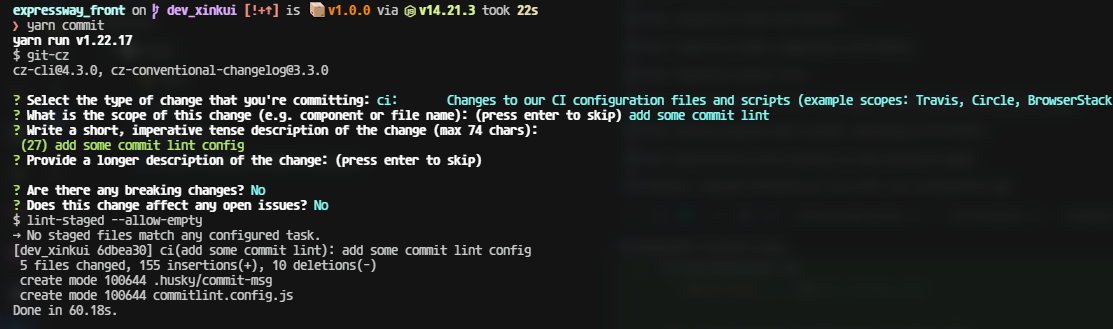 expressway_front on dev_xinkui [!+↑] is 📦 v1.0.0 via v14.21.3 took 22s
❯ yarn commit
yarn run v1.22.17
$ git-cz
cz-cli@4.3.0, cz-conventional-changelog@3.3.0
? Select the type of change that you're committing: ci:       Changes to our CI configuration files and scripts (example scopes: Travis, Circle, BrowserStack
? What is the scope of this change (e.g. component or file name): (press enter to skip) add some commit lint
? Write a short, imperative tense description of the change (max 74 chars):
(27) add some commit lint config
? Provide a longer description of the change: (press enter to skip)
? Are there any breaking changes? No
? Does this change affect any open issues? No
$ lint-staged --allow-empty
→ No staged files match any configured task.
[dev_xinkui 6dbea30] ci(add some commit lint): add some commit lint config
5 files changed, 155 insertions(+), 10 deletions(-)
create mode 100644 .husky/commit-msg
create mode 100644 commitlint.config.js
Done in 60.18s.